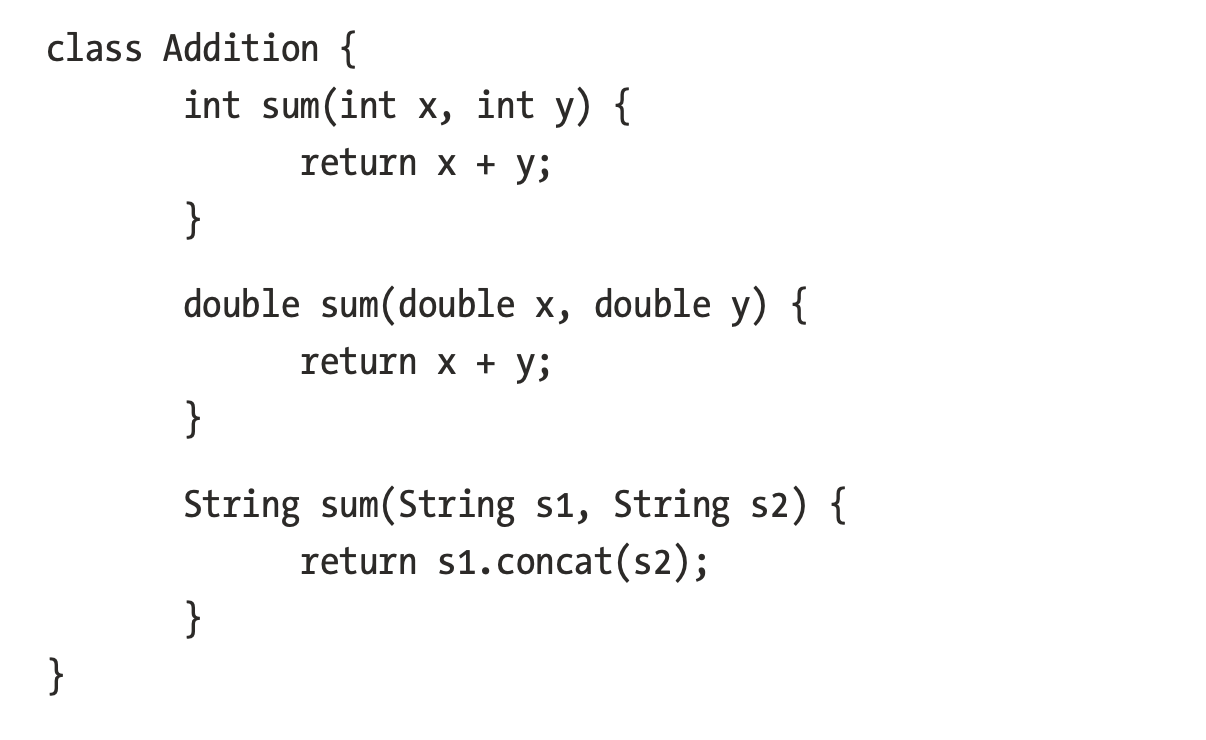 class Addition {
int sum(int x, int y) {
return x + y;
}
double sum(double x, double y) {
return x + y;
}
String sum(String s1, String s2) {
return s1.concat(s2);
}
}